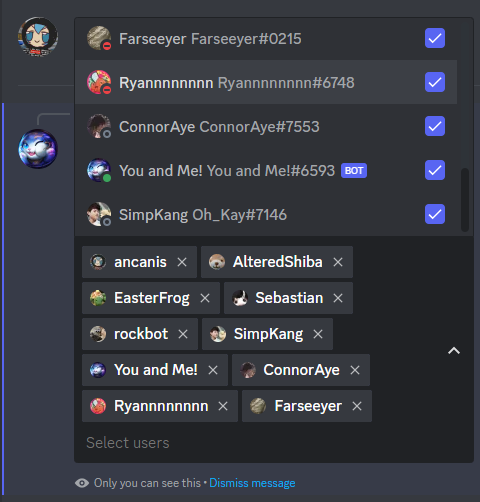 Farseeyer Farseeyer#0215
Ryannnnnnnn Ryannnnnnnn#6748
ConnorAye ConnorAye#7553
You and Me! You and Me!#6593 BOT
SimpKang Oh_Kay#7146
ancanis × AlteredShiba ×
EasterFrog × Sebastian ×
rockbot × SimpKang ×
You and Me! × ConnorAye ×
Ryannnnnnnn × Farseeyer ×
Select users
Only you can see this • Dismiss message